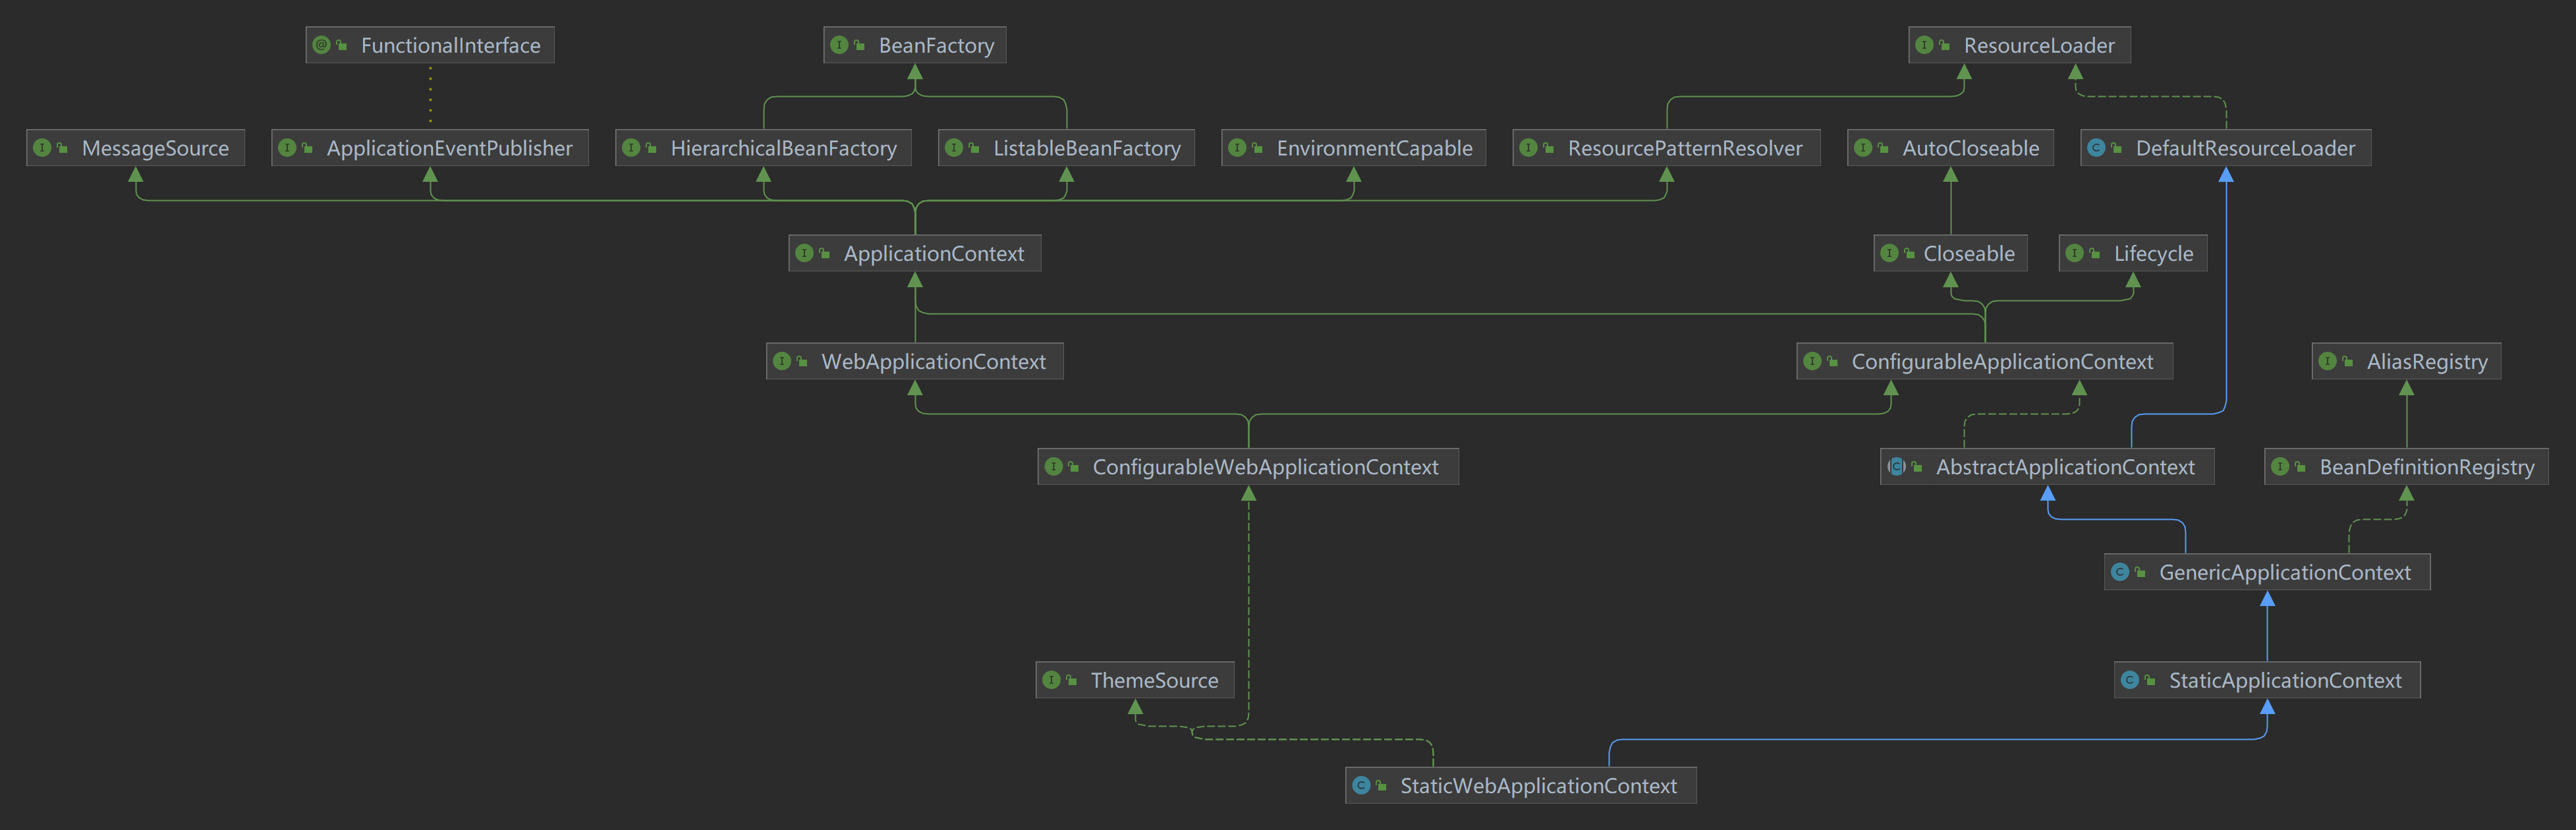 FunctionalInterface
BeanFactory
ResourceLoader
MessageSource
ApplicationEventPublisher
HierarchicalBeanFactory
ListableBeanFactory
EnvironmentCapable
ResourcePatternResolver
AutoCloseable
DefaultResourceLoader
ApplicationContext
Closeable
Lifecycle
WebApplicationContext
ConfigurableApplicationContext
AliasRegistry
ConfigurableWebApplicationContext
AbstractApplicationContext
BeanDefinitionRegistry
GenericApplicationContext
ThemeSource
StaticApplicationContext
StaticWebApplicationContext